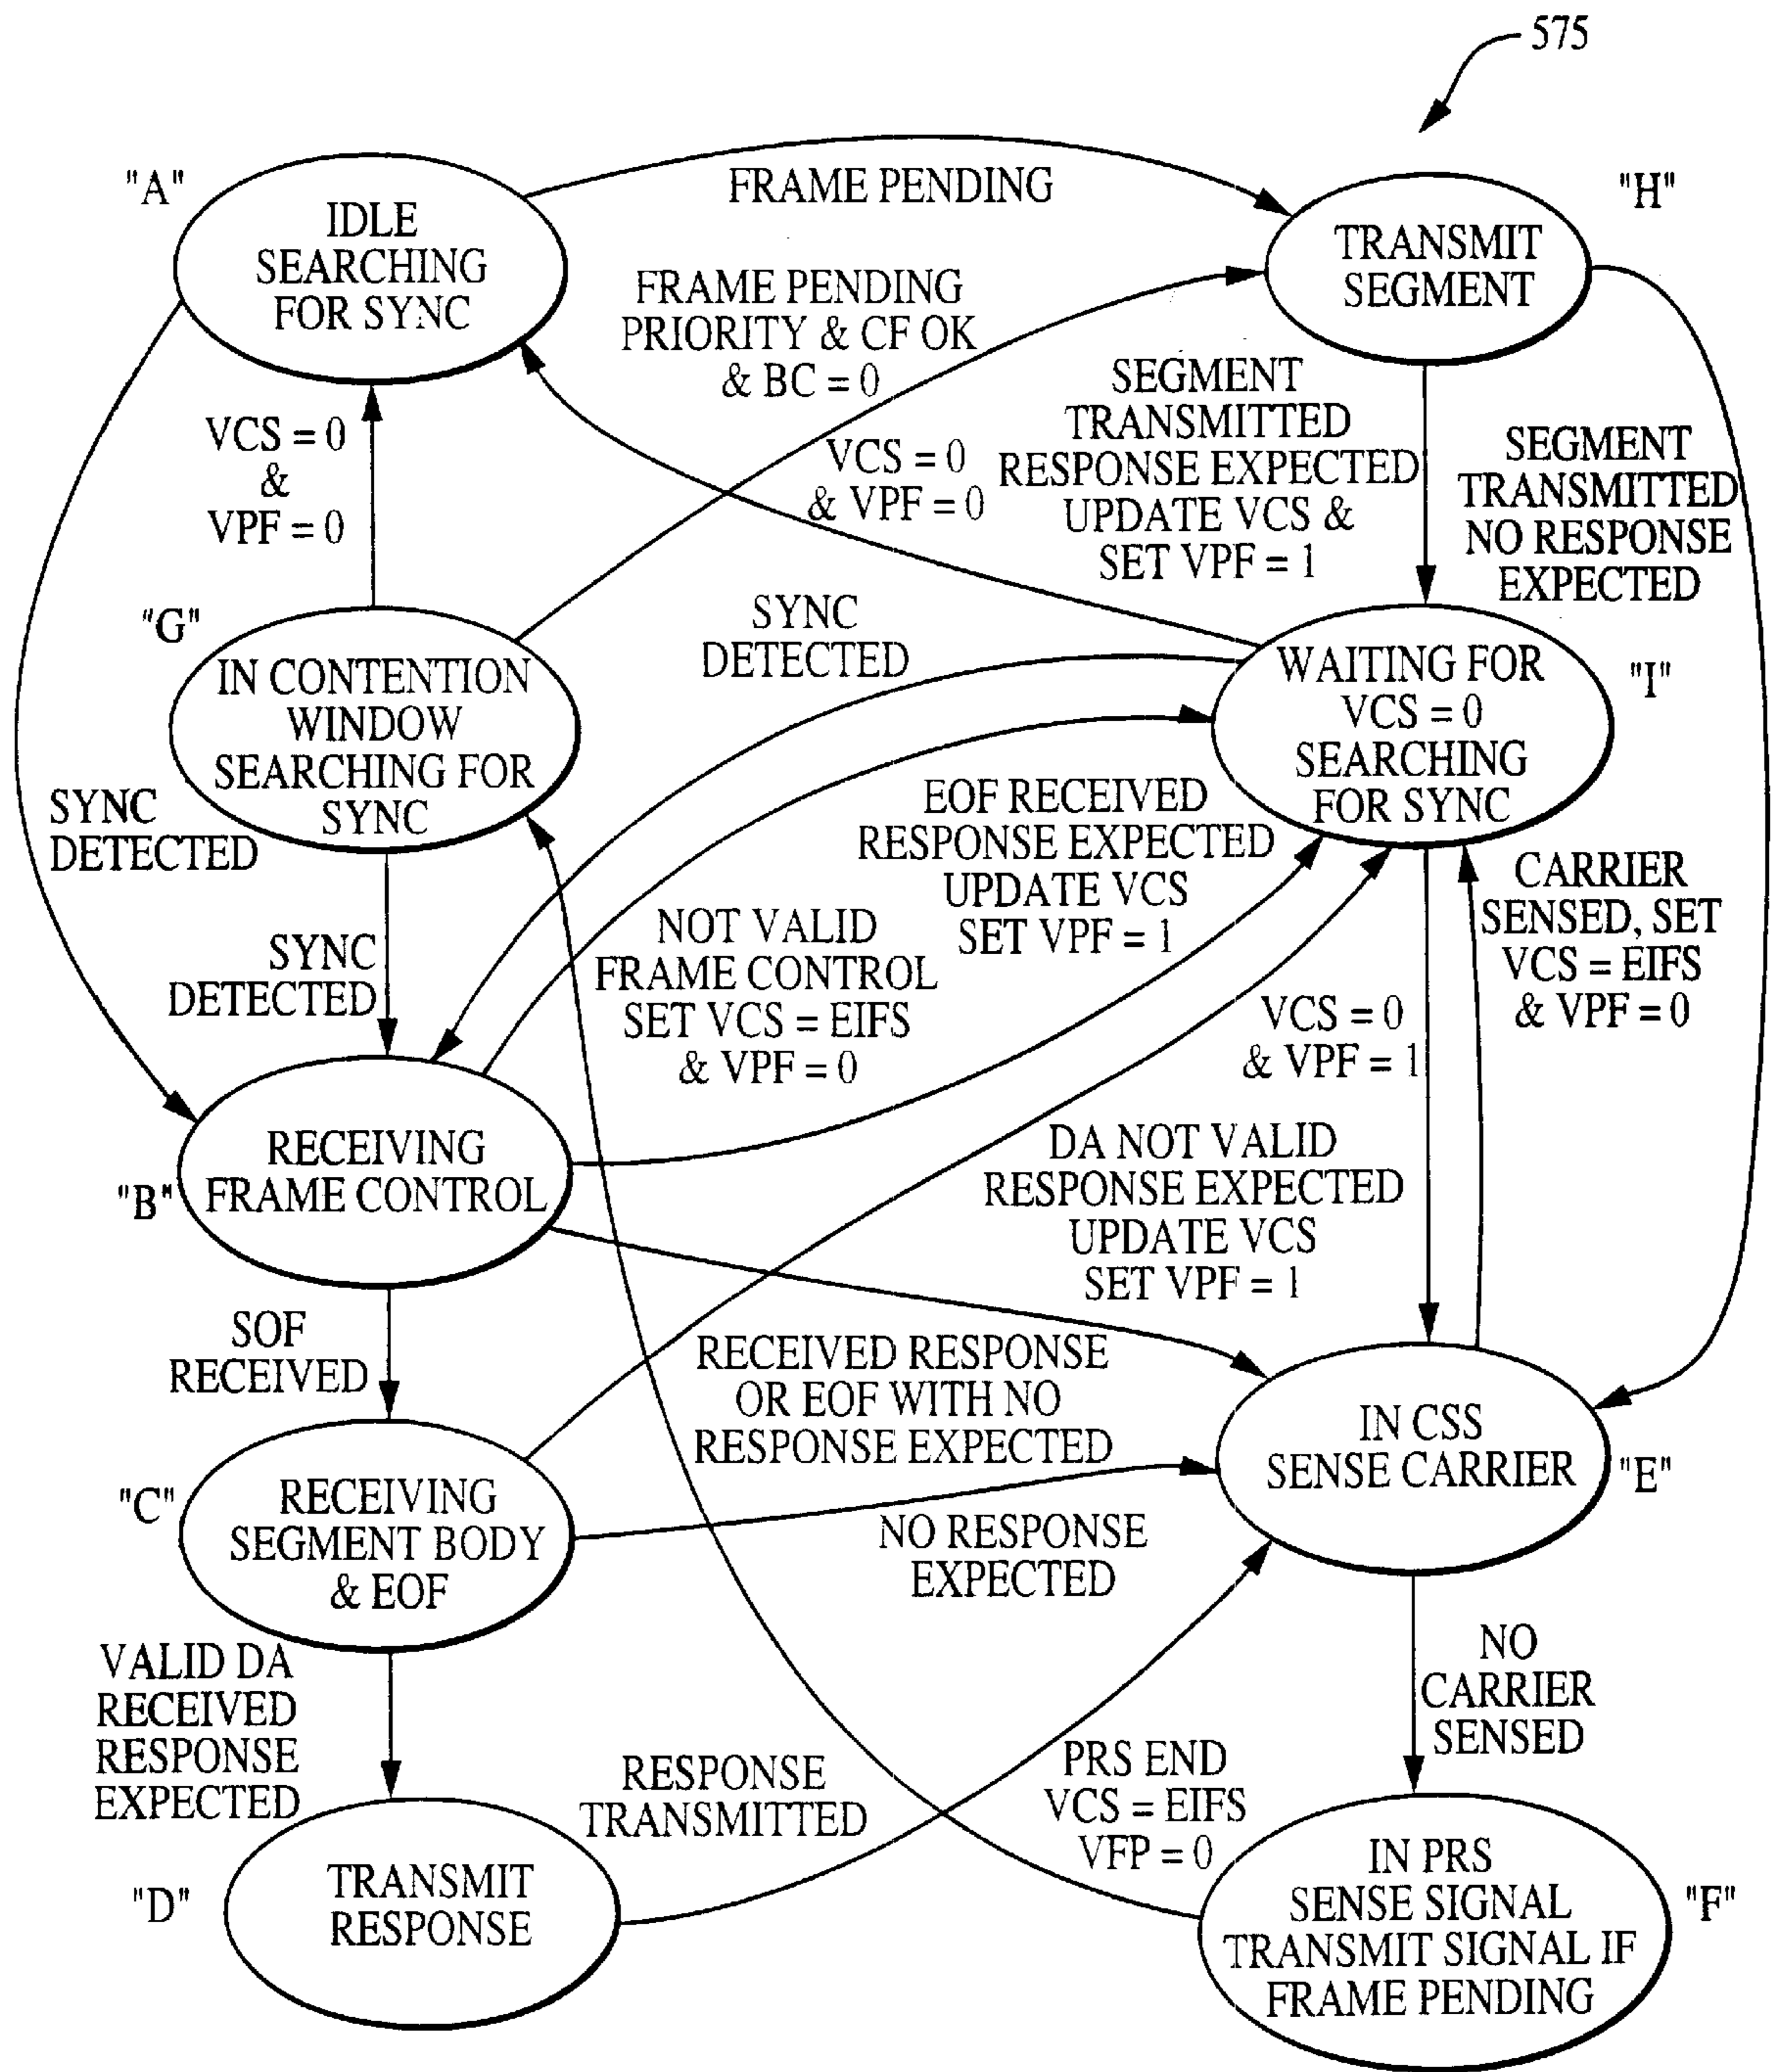 575
"A"
IDLE
SEARCHING
FOR SYNC
FRAME PENDING
"H"
TRANSMIT
SEGMENT
FRAME PENDING
PRIORITY & CF OK
& BC = 0
VCS = 0
&
VPF = 0
VCS = 0
& VPF = 0
SEGMENT
TRANSMITTED
RESPONSE EXPECTED
UPDATE VCS &
SET VPF = 1
SEGMENT
TRANSMITTED
NO RESPONSE
EXPECTED
"G"
IN CONTENTION
WINDOW
SEARCHING FOR
SYNC
SYNC
DETECTED
WAITING FOR
VCS = 0
SEARCHING
FOR SYNC
"I"
SYNC
DETECTED
SYNC
DETECTED
EOF RECEIVED
RESPONSE EXPECTED
UPDATE VCS
SET VPF = 1
NOT VALID
FRAME CONTROL
SET VCS = EIFS
& VPF = 0
CARRIER
SENSED, SET
VCS = EIFS
& VPF = 0
VCS = 0
& VPF = 1
"B"
RECEIVING
FRAME CONTROL
DA NOT VALID
RESPONSE EXPECTED
UPDATE VCS
SET VPF = 1
SOF
RECEIVED
RECEIVED RESPONSE
OR EOF WITH NO
RESPONSE EXPECTED
IN CSS
SENSE CARRIER
"E"
"C"
RECEIVING
SEGMENT BODY
& EOF
NO RESPONSE
EXPECTED
VALID DA
RECEIVED
RESPONSE
EXPECTED
NO
CARRIER
SENSED
RESPONSE
TRANSMITTED
PRS END
VCS = EIFS
VFP = 0
"D"
TRANSMIT
RESPONSE
IN PRS
SENSE SIGNAL
TRANSMIT SIGNAL IF
FRAME PENDING
"F"